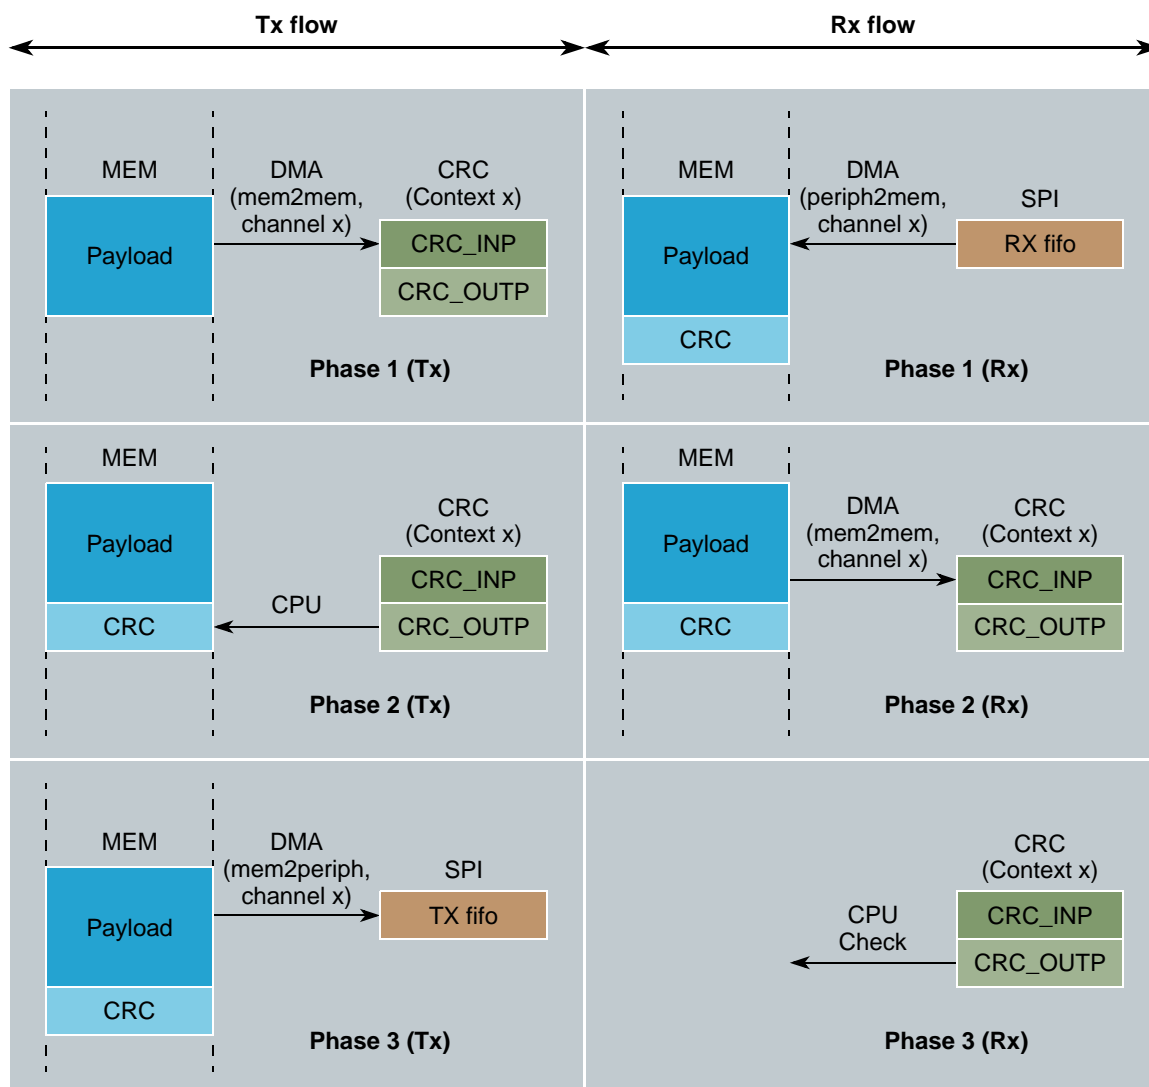 Tx flow
Rx flow
MEM
DMA
(mem2mem,
channel x)
CRC
(Context x)
Payload
CRC_INP
CRC_OUTP
Phase 1 (Tx)
MEM
DMA
(periph2mem,
channel x)
SPI
Payload
RX fifo
CRC
Phase 1 (Rx)
MEM
Payload
CRC
(Context x)
CRC_INP
CRC
CPU
CRC_OUTP
Phase 2 (Tx)
MEM
Payload
DMA
(mem2mem,
channel x)
CRC
(Context x)
CRC_INP
CRC
CRC_OUTP
Phase 2 (Rx)
MEM
DMA
(mem2periph,
channel x)
SPI
Payload
TX fifo
CRC
Phase 3 (Tx)
CRC
(Context x)
CPU
Check
CRC_INP
CRC_OUTP
Phase 3 (Rx)